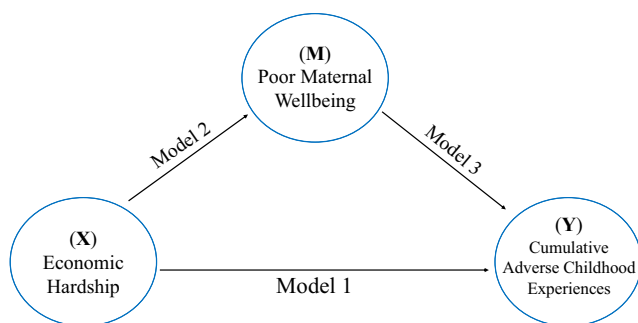 (M)
Poor Maternal
Wellbeing
Model 2
Model 3
(X)
Economic
Hardship
Model 1
(Y)
Cumulative
Adverse Childhood
Experiences